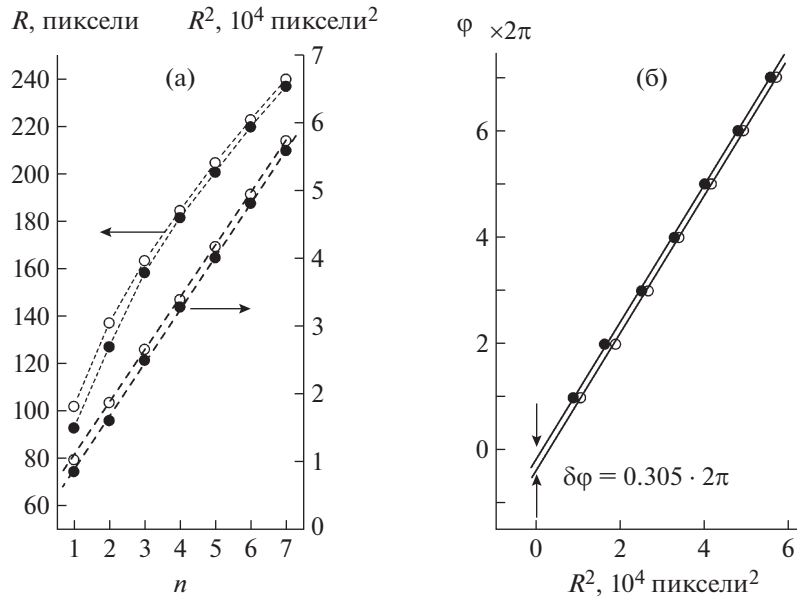 R, пиксели
R², 10⁴ пиксели²
(а)
240
220
200
180
160
140
120
100
80
60
7
6
5
4
3
2
1
0
1 2 3 4 5 6 7
n
φ ×2π
(б)
6
4
2
0
δφ = 0.305 · 2π
0 2 4 6
R², 10⁴ пиксели²